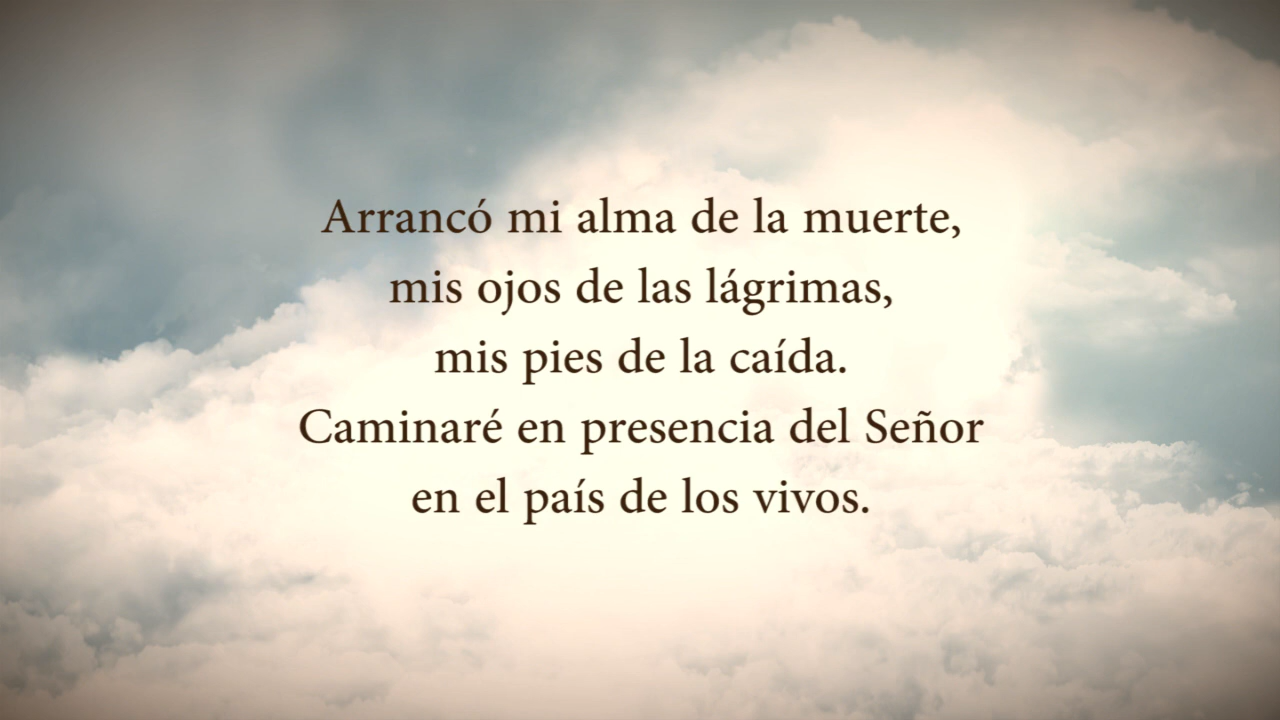 Arrancó mi alma de la muerte,
mis ojos de las lágrimas,
mis pies de la caída.
Caminaré en presencia del Señor
en el país de los vivos.